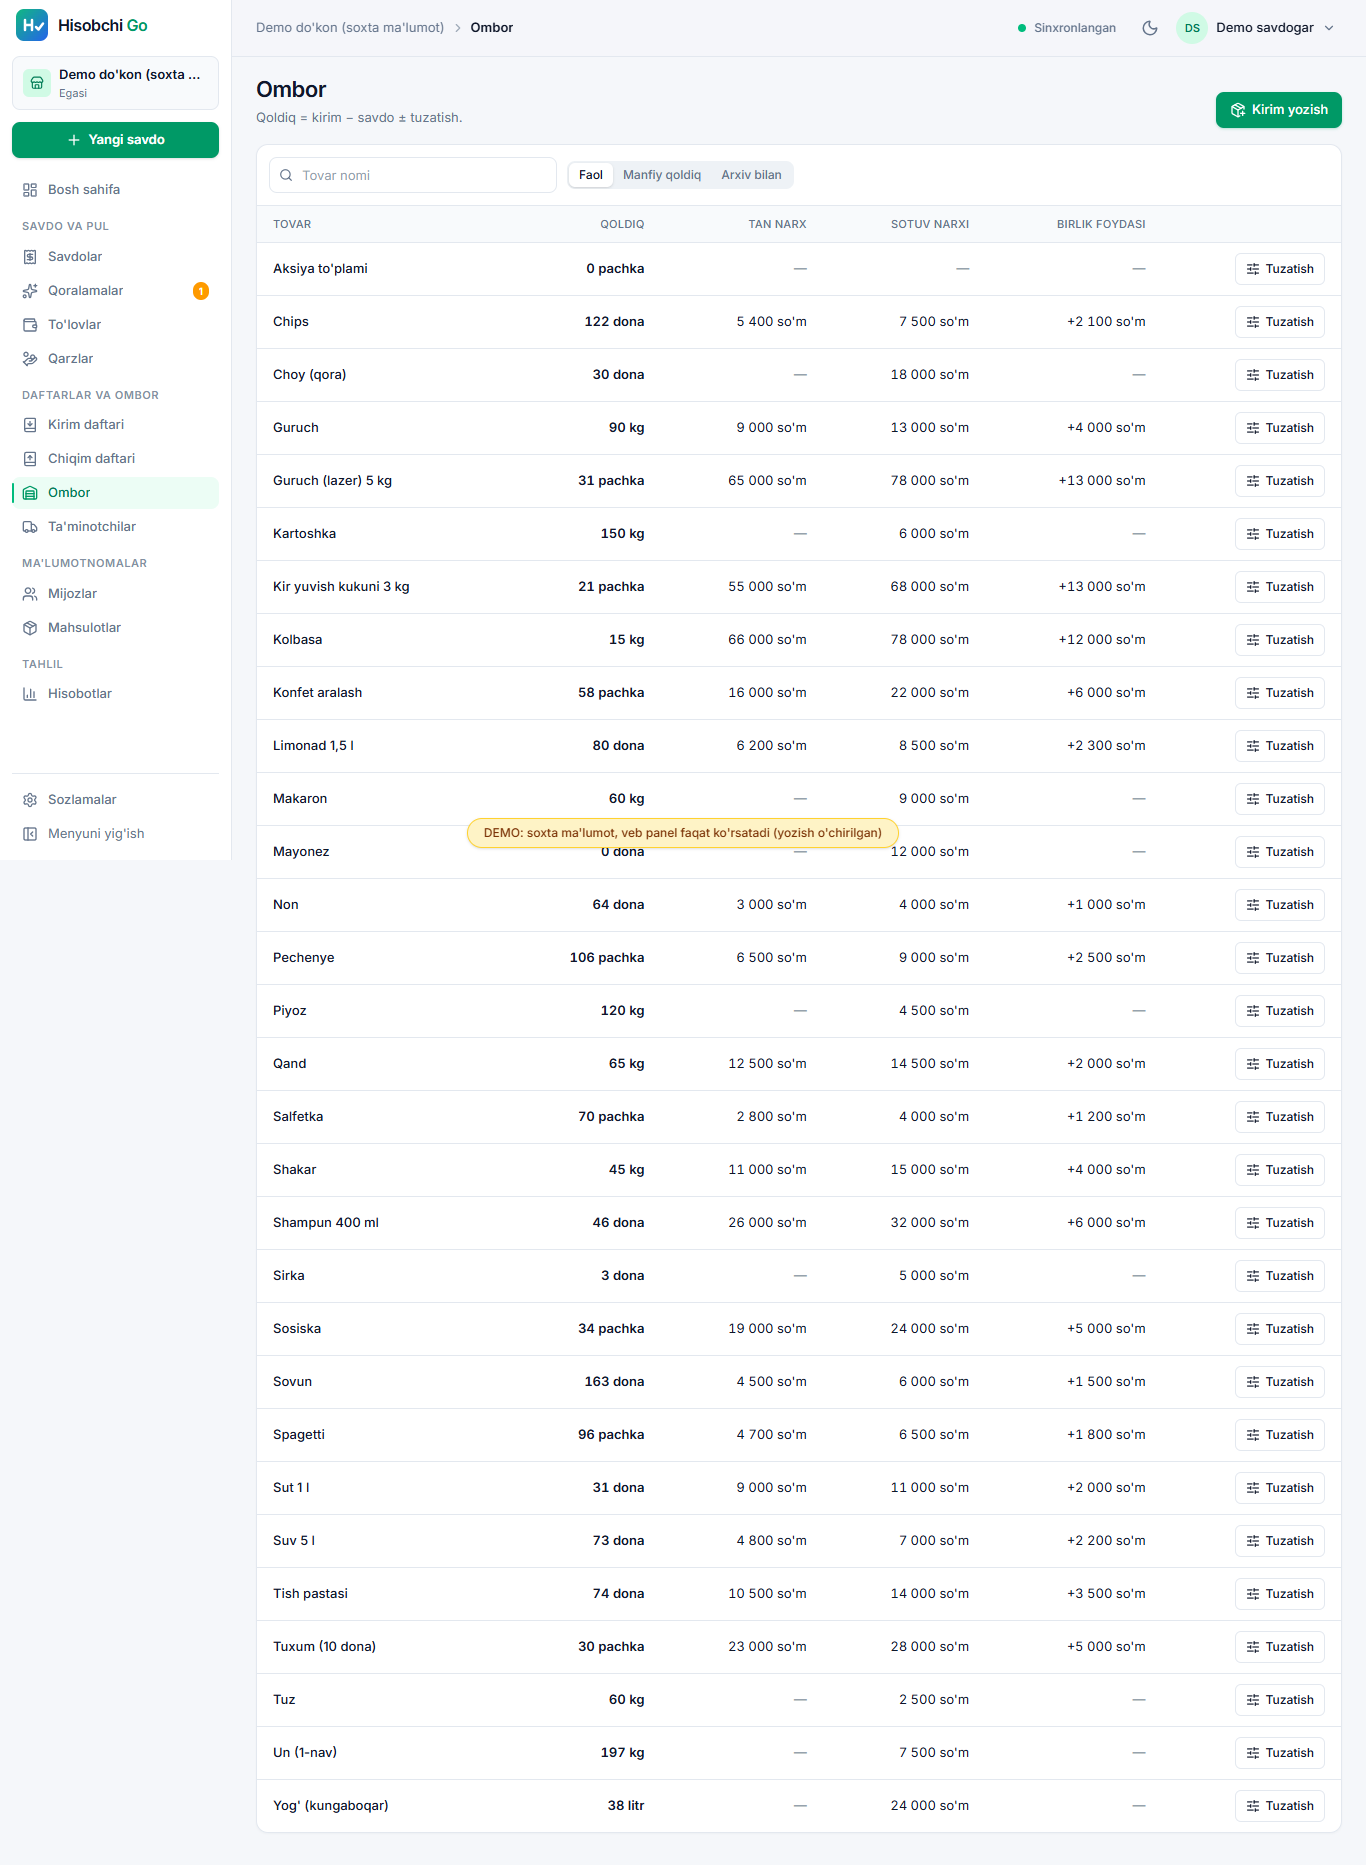 Hisobchi Go
Demo do'kon (soxta ...
Egasi
+ Yangi savdo
Bosh sahifa
SAVDO VA PUL
Savdolar
Qoralamalar 1
To'lovlar
Qarzlar
DAFTARLAR VA OMBOR
Kirim daftari
Chiqim daftari
Ombor
Ta'minotchilar
MA'LUMOTNOMALAR
Mijozlar
Mahsulotlar
TAHLIL
Hisobotlar
Sozlamalar
Menyuni yig'ish
Demo do'kon (soxta ma'lumot) > Ombor
Sinxronlangan
DS Demo savdogar
Ombor
Qoldiq = kirim − savdo ± tuzatish.
Kirim yozish
Tovar nomi
Faol Manfiy qoldiq Arxiv bilan
TOVAR QOLDIQ TAN NARX SOTUV NARXI BIRLIK FOYDASI
Aksiya to'plami 0 pachka — — — Tuzatish
Chips 122 dona 5 400 so'm 7 500 so'm +2 100 so'm Tuzatish
Choy (qora) 30 dona — 18 000 so'm — Tuzatish
Guruch 90 kg 9 000 so'm 13 000 so'm +4 000 so'm Tuzatish
Guruch (lazer) 5 kg 31 pachka 65 000 so'm 78 000 so'm +13 000 so'm Tuzatish
Kartoshka 150 kg — 6 000 so'm — Tuzatish
Kir yuvish kukuni 3 kg 21 pachka 55 000 so'm 68 000 so'm +13 000 so'm Tuzatish
Kolbasa 15 kg 66 000 so'm 78 000 so'm +12 000 so'm Tuzatish
Konfet aralash 58 pachka 16 000 so'm 22 000 so'm +6 000 so'm Tuzatish
Limonad 1,5 l 80 dona 6 200 so'm 8 500 so'm +2 300 so'm Tuzatish
Makaron 60 kg — 9 000 so'm — Tuzatish
DEMO: soxta ma'lumot, veb panel faqat ko'rsatadi (yozish o'chirilgan)
Mayonez 0 dona — 12 000 so'm — Tuzatish
Non 64 dona 3 000 so'm 4 000 so'm +1 000 so'm Tuzatish
Pechenye 106 pachka 6 500 so'm 9 000 so'm +2 500 so'm Tuzatish
Piyoz 120 kg — 4 500 so'm — Tuzatish
Qand 65 kg 12 500 so'm 14 500 so'm +2 000 so'm Tuzatish
Salfetka 70 pachka 2 800 so'm 4 000 so'm +1 200 so'm Tuzatish
Shakar 45 kg 11 000 so'm 15 000 so'm +4 000 so'm Tuzatish
Shampun 400 ml 46 dona 26 000 so'm 32 000 so'm +6 000 so'm Tuzatish
Sirka 3 dona — 5 000 so'm — Tuzatish
Sosiska 34 pachka 19 000 so'm 24 000 so'm +5 000 so'm Tuzatish
Sovun 163 dona 4 500 so'm 6 000 so'm +1 500 so'm Tuzatish
Spagetti 96 pachka 4 700 so'm 6 500 so'm +1 800 so'm Tuzatish
Sut 1 l 31 dona 9 000 so'm 11 000 so'm +2 000 so'm Tuzatish
Suv 5 l 73 dona 4 800 so'm 7 000 so'm +2 200 so'm Tuzatish
Tish pastasi 74 dona 10 500 so'm 14 000 so'm +3 500 so'm Tuzatish
Tuxum (10 dona) 30 pachka 23 000 so'm 28 000 so'm +5 000 so'm Tuzatish
Tuz 60 kg — 2 500 so'm — Tuzatish
Un (1-nav) 197 kg — 7 500 so'm — Tuzatish
Yog' (kungaboqar) 38 litr — 24 000 so'm — Tuzatish